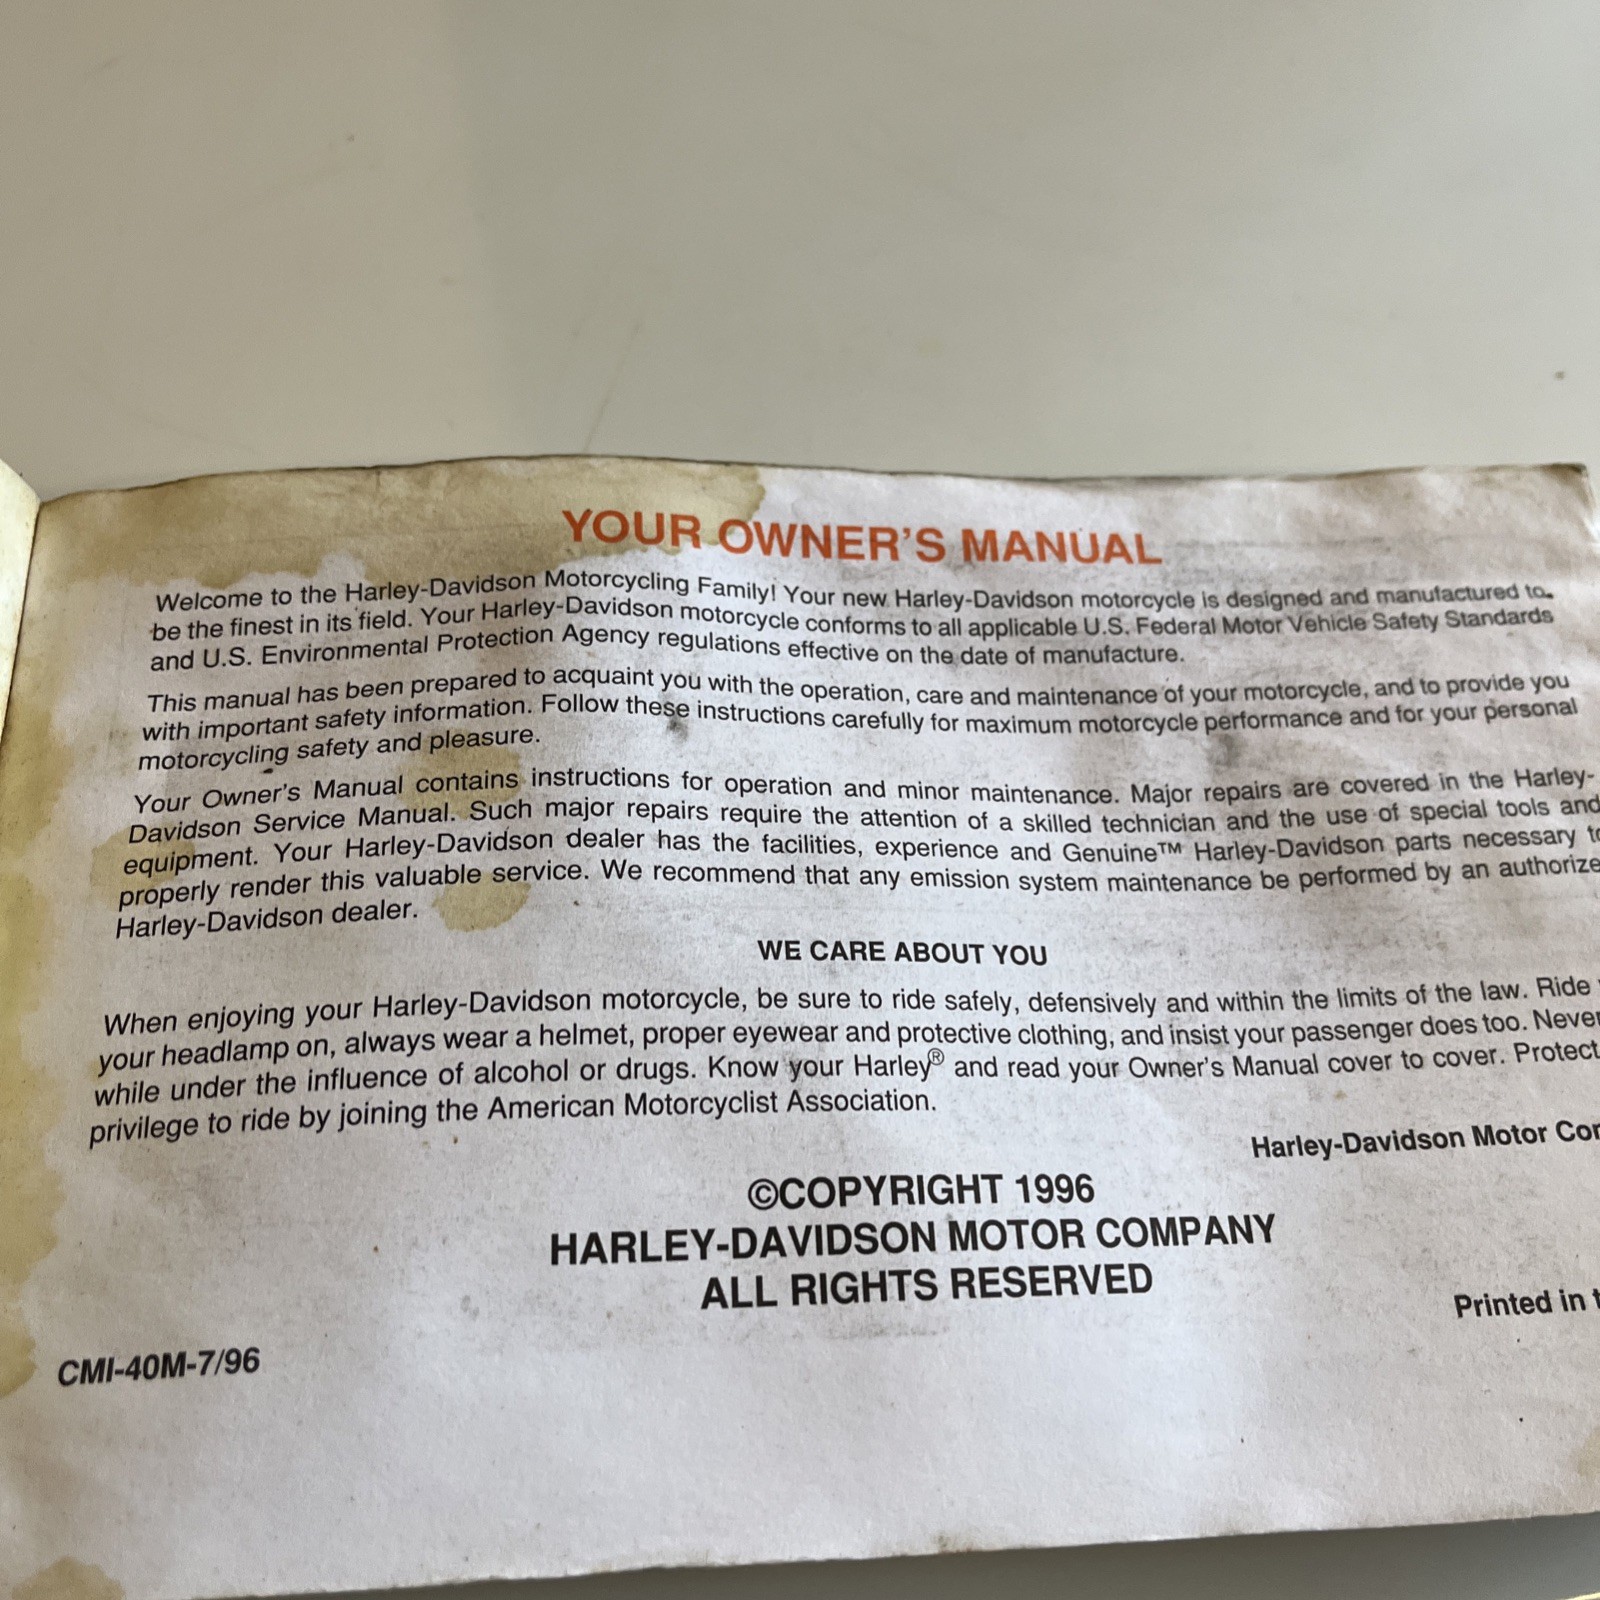 YOUR OWNER'S MANUAL
Welcome to the Harley-Davidson Motorcycling Family! Your new Harley-Davidson motorcycle is designed and manufactured to
be the finest in its field. Your Harley-Davidson motorcycle conforms to all applicable U.S. Federal Motor Vehicle Safety Standards
and U.S. Environmental Protection Agency regulations effective on the date of manufacture.
This manual has been prepared to acquaint you with the operation, care and maintenance of your motorcycle, and to provide you
with important safety information. Follow these instructions carefully for maximum motorcycle performance and for your personal
motorcycling safety and pleasure.
Your Owner's Manual contains instructions for operation and minor maintenance. Major repairs are covered in the Harley-
Davidson Service Manual. Such major repairs require the attention of a skilled technician and the use of special tools and
equipment. Your Harley-Davidson dealer has the facilities, experience and Genuine™ Harley-Davidson parts necessary
properly render this valuable service. We recommend that any emission system maintenance be performed by an
Harley-Davidson dealer.
WE CARE ABOUT YOU
When enjoying your Harley-Davidson motorcycle, be sure to ride safely, defensively and within the limits of the law. Ride
your headlamp on, always wear a helmet, proper eyewear and protective clothing, and insist your passenger does too. Never
while under the influence of alcohol or drugs. Know your Harley® and read your Owner's Manual cover to cover. Protect
privilege to ride by joining the American Motorcyclist Association.
Harley-Davidson Motor
©COPYRIGHT 1996
HARLEY-DAVIDSON MOTOR COMPANY
ALL RIGHTS RESERVED
Printed in
CMI-40M-7/96